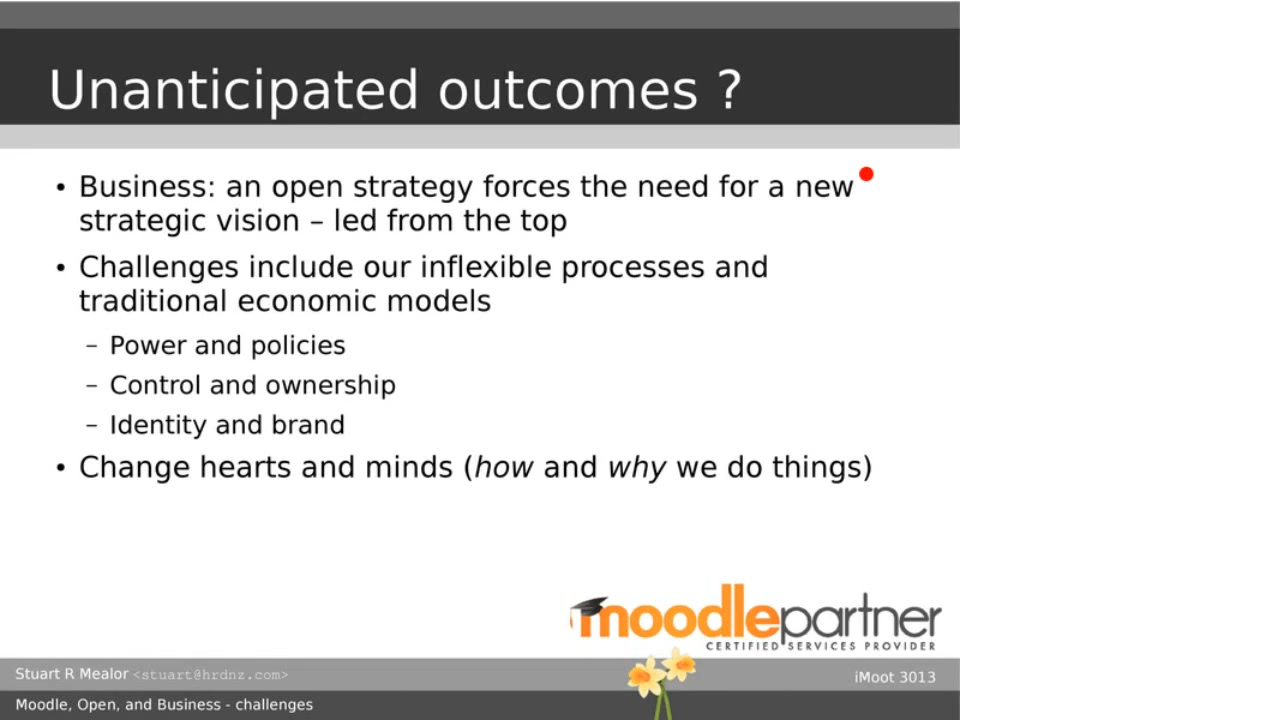 Unanticipated outcomes ?
• Business: an open strategy forces the need for a new
strategic vision – led from the top
• Challenges include our inflexible processes and
traditional economic models
– Power and policies
– Control and ownership
– Identity and brand
• Change hearts and minds (how and why we do things)
moodlepartner
CERTIFIED SERVICES PROVIDER
Stuart R Mealor <stuart@hrdnz.com>
iMoot 3013
Moodle, Open, and Business - challenges